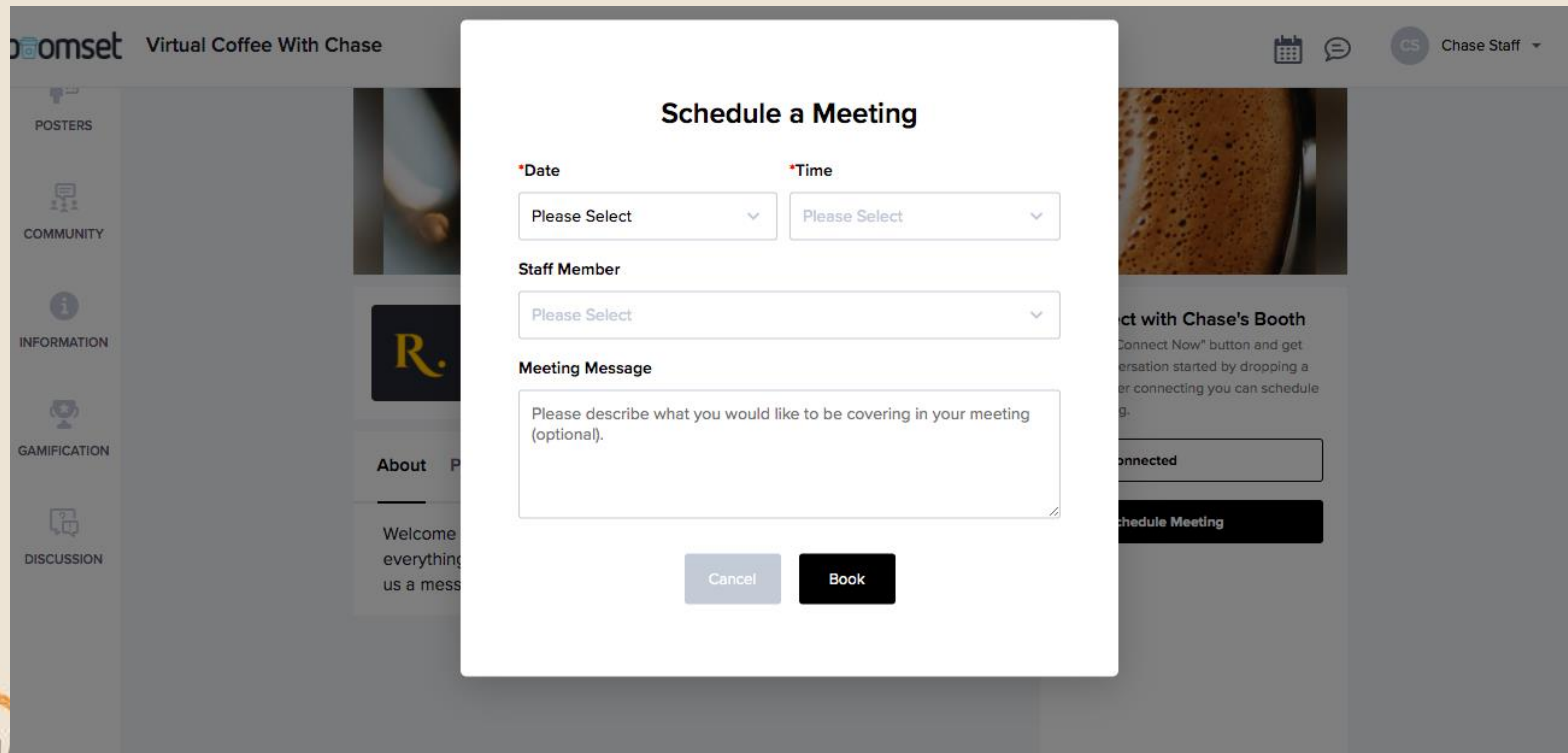 boomset Virtual Coffee With Chase
CS Chase Staff
POSTERS
COMMUNITY
INFORMATION
GAMIFICATION
DISCUSSION
Schedule a Meeting
*Date *Time
Please Select Please Select
Staff Member
Please Select
Meeting Message
Please describe what you would like to be covering in your meeting
(optional).
Cancel Book
R.
About P
Welcome
everything
us a mess
ct with Chase's Booth
Connect Now" button and get
ersation started by dropping a
er connecting you can schedule
g.
onnected
chedule Meeting